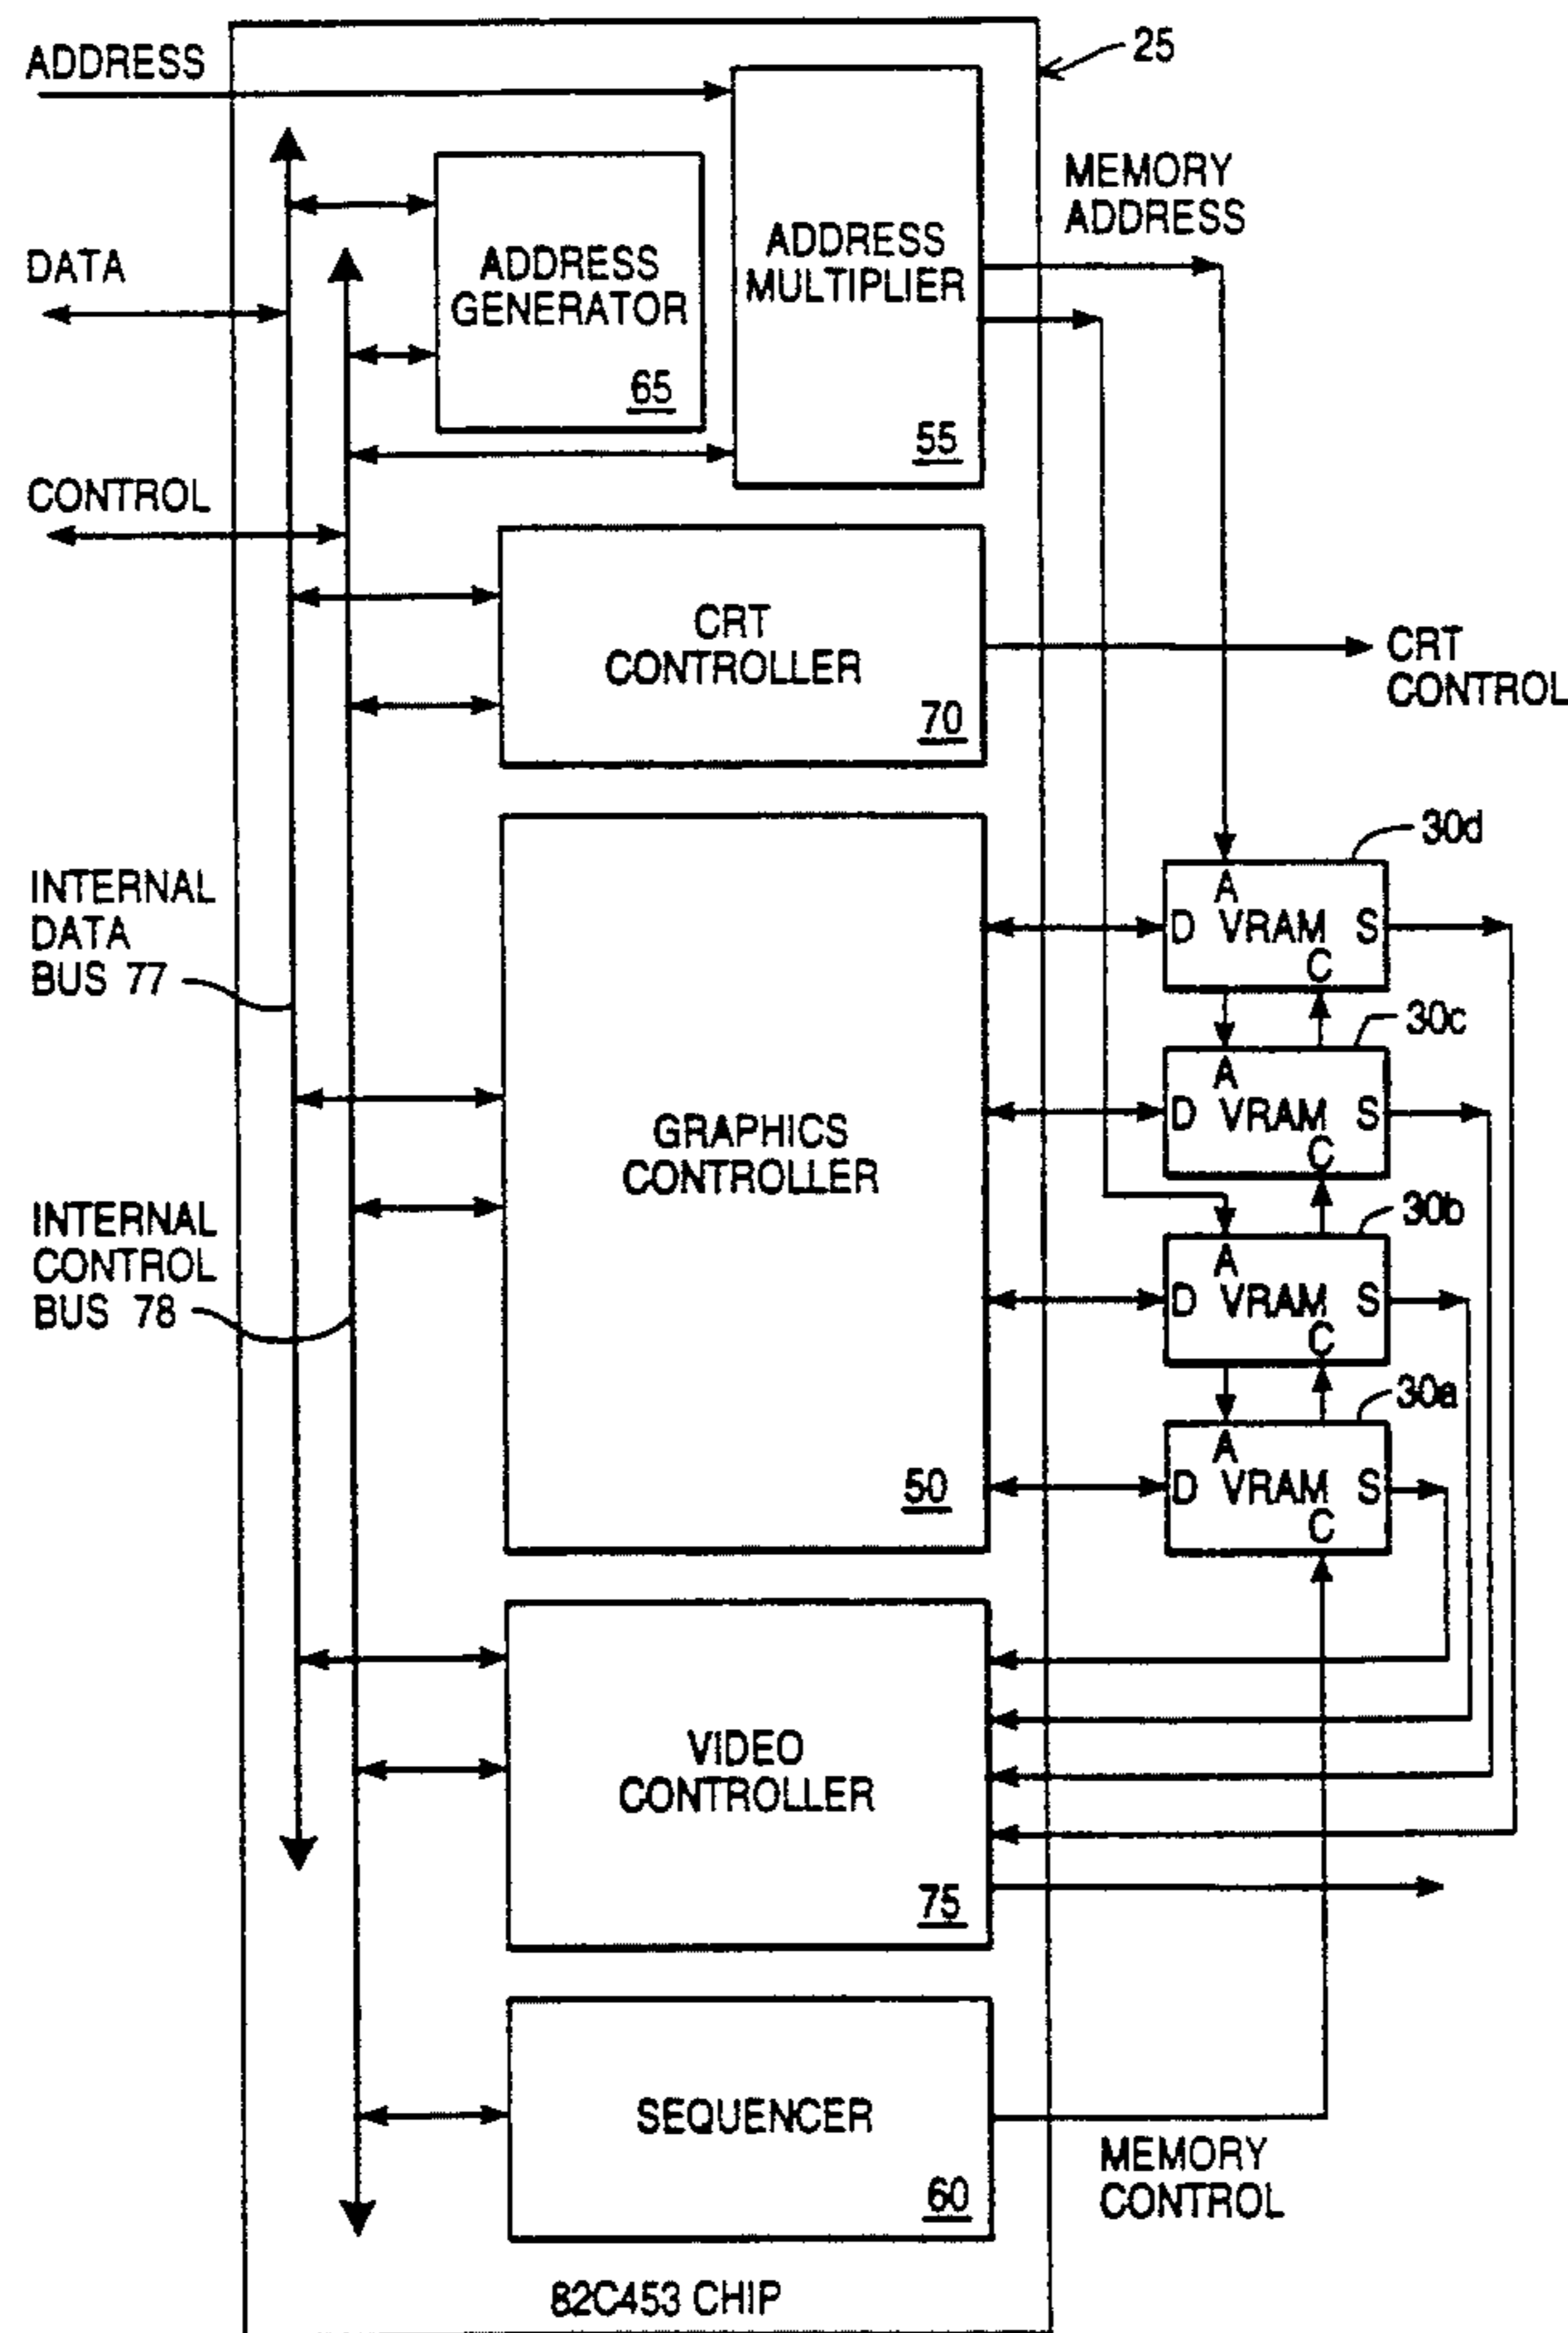 ADDRESS
25
MEMORY
ADDRESS
DATA
ADDRESS
GENERATOR
65
ADDRESS
MULTIPLIER
55
CONTROL
CRT
CONTROLLER
70
CRT
CONTROL
30d
A
D VRAM S
C
INTERNAL
DATA
BUS 77
30c
A
D VRAM S
C
GRAPHICS
CONTROLLER
50
INTERNAL
CONTROL
BUS 78
30b
A
D VRAM S
C
30a
A
D VRAM S
C
VIDEO
CONTROLLER
75
SEQUENCER
60
MEMORY
CONTROL
82C453 CHIP